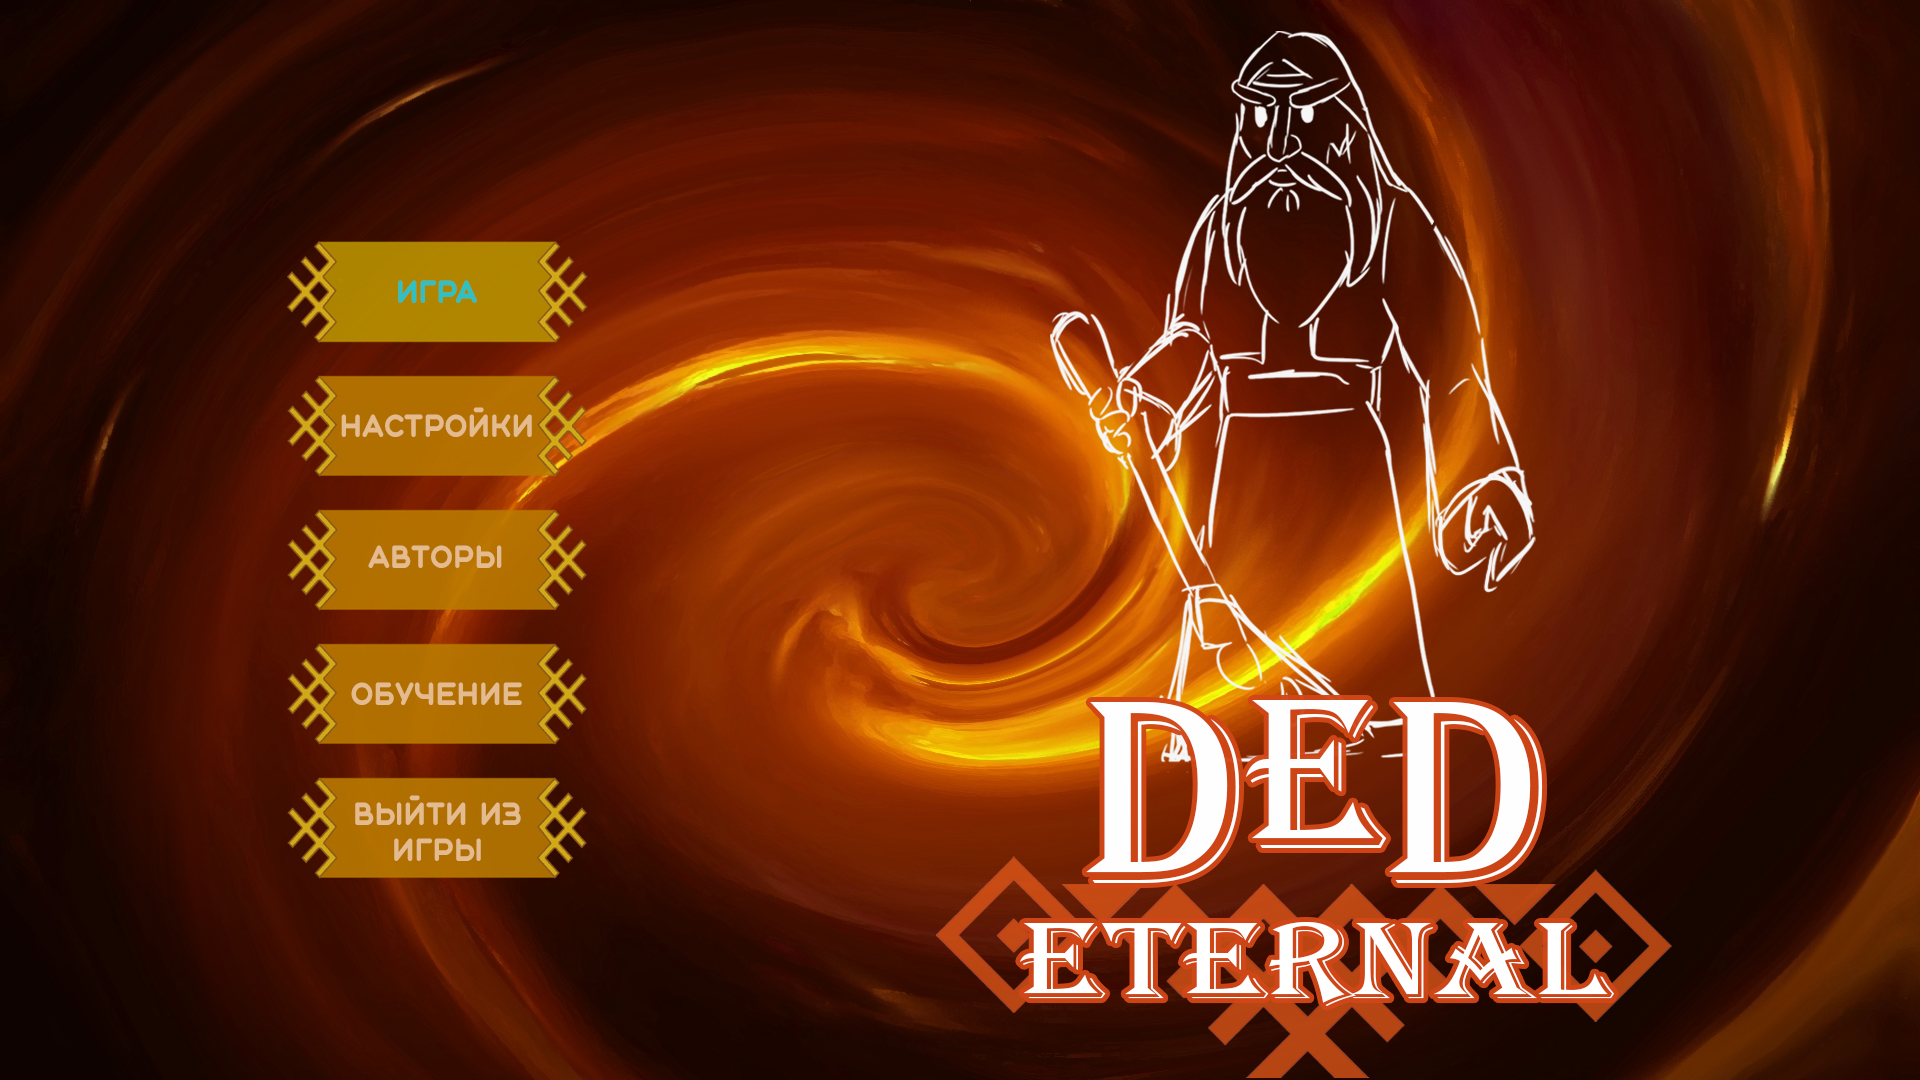 ИГРА
НАСТРОЙКИ
АВТОРЫ
ОБУЧЕНИЕ
ВЫЙТИ ИЗ
ИГРЫ
DED
ETERNAL